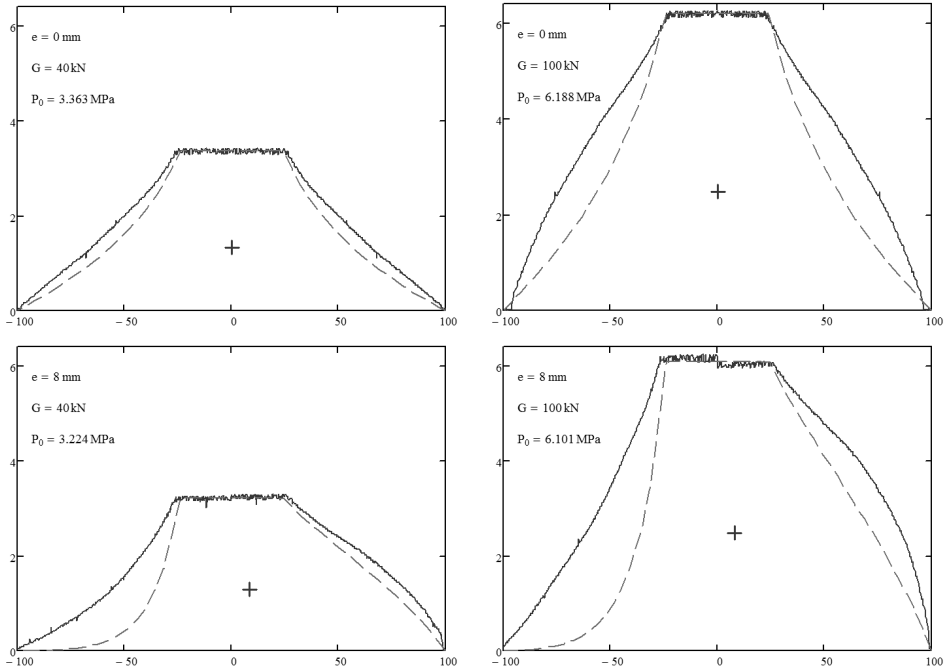 6
e = 0 mm
G = 40 kN
P₀ = 3.363 MPa
4
2
0
−100 −50 0 50 100
6
e = 0 mm
G = 100 kN
P₀ = 6.188 MPa
4
2
0
−100 −50 0 50 100
6
e = 8 mm
G = 40 kN
P₀ = 3.224 MPa
4
2
0
−100 −50 0 50 100
6
e = 8 mm
G = 100 kN
P₀ = 6.101 MPa
4
2
0
−100 −50 0 50 100